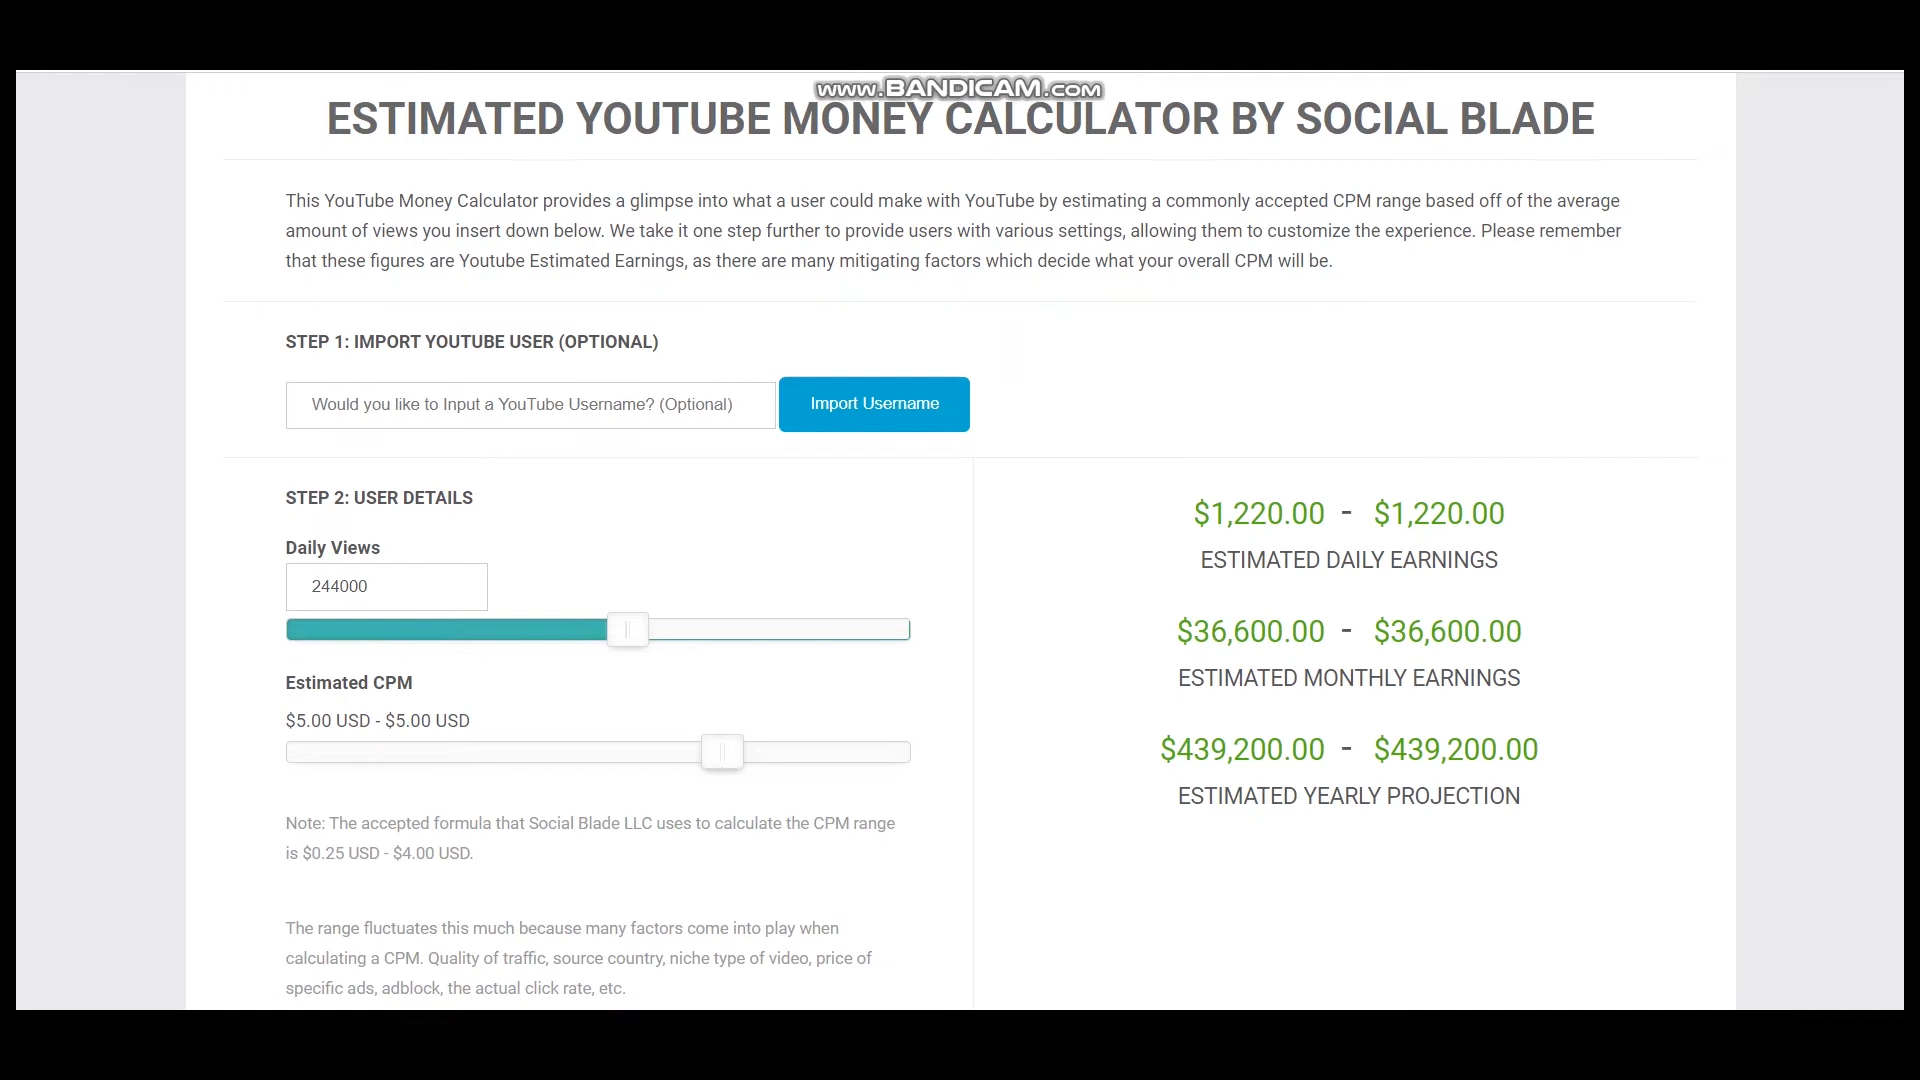 www.BANDICAM.com
ESTIMATED YOUTUBE MONEY CALCULATOR BY SOCIAL BLADE
This YouTube Money Calculator provides a glimpse into what a user could make with YouTube by estimating a commonly accepted CPM range based off of the average
amount of views you insert down below. We take it one step further to provide users with various settings, allowing them to customize the experience. Please remember
that these figures are Youtube Estimated Earnings, as there are many mitigating factors which decide what your overall CPM will be.
STEP 1: IMPORT YOUTUBE USER (OPTIONAL)
Would you like to Input a YouTube Username? (Optional)
Import Username
STEP 2: USER DETAILS
Daily Views
244000
Estimated CPM
$5.00 USD - $5.00 USD
Note: The accepted formula that Social Blade LLC uses to calculate the CPM range
is $0.25 USD - $4.00 USD.
The range fluctuates this much because many factors come into play when
calculating a CPM. Quality of traffic, source country, niche type of video, price of
specific ads, adblock, the actual click rate, etc.
$1,220.00 - $1,220.00
ESTIMATED DAILY EARNINGS
$36,600.00 - $36,600.00
ESTIMATED MONTHLY EARNINGS
$439,200.00 - $439,200.00
ESTIMATED YEARLY PROJECTION